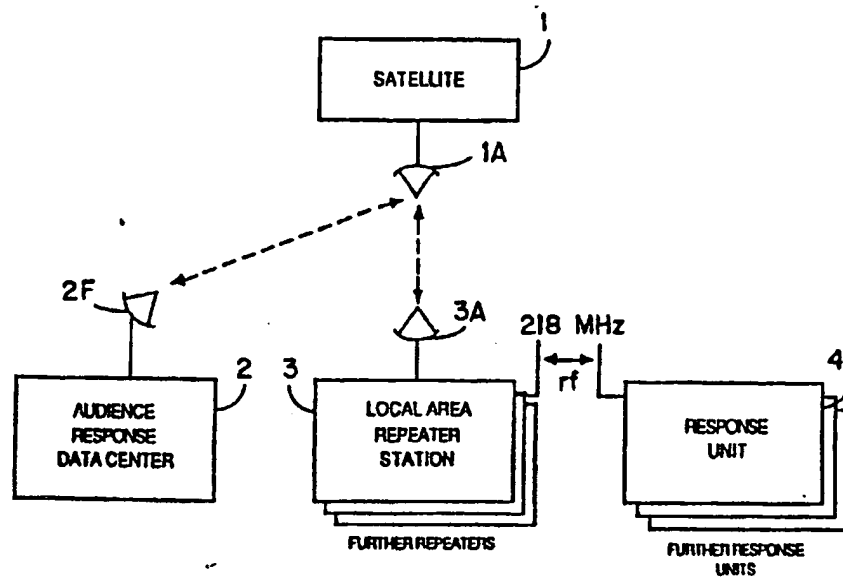 1
SATELLITE
1A
2F
3A
218 MHz
rf
2
3
4
AUDIENCE
RESPONSE
DATA CENTER
LOCAL AREA
REPEATER
STATION
RESPONSE
UNIT
FURTHER REPEATERS
FURTHER RESPONSE
UNITS